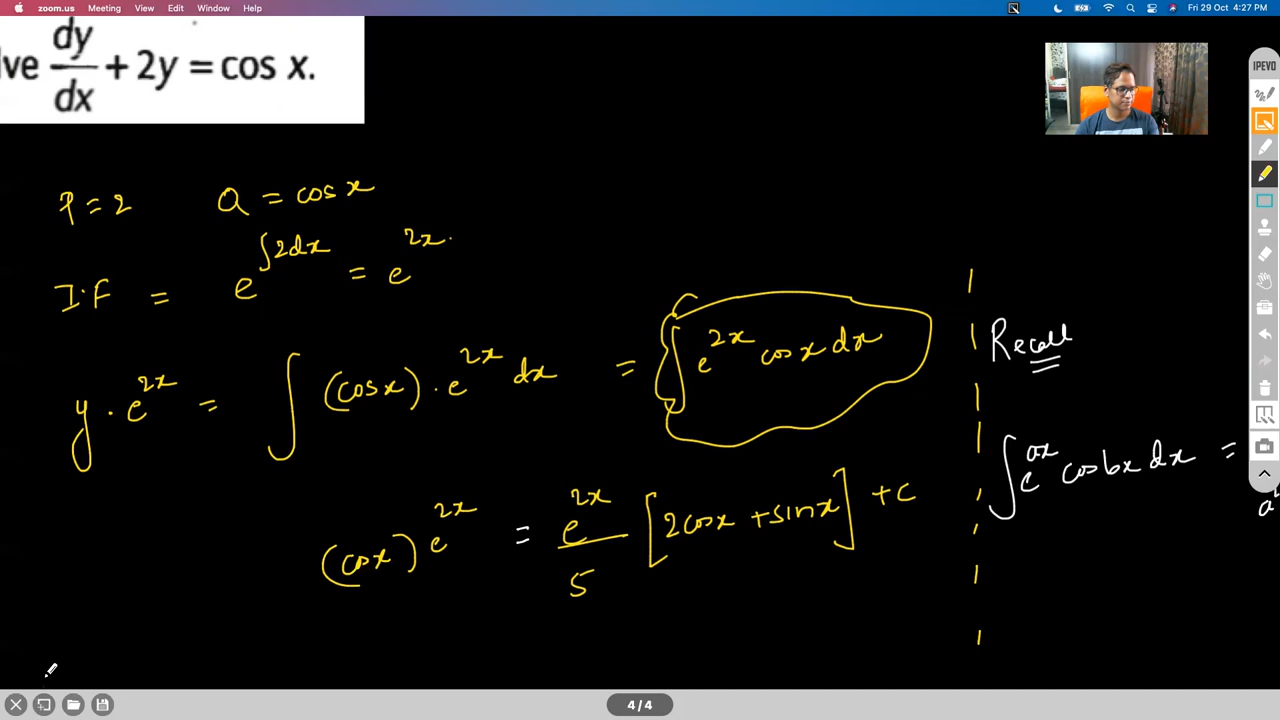 zoom.us Meeting View Edit Window Help Fri 29 Oct 4:27 PM
lve dy/dx + 2y = cos x.
IPEVO
P = 2 Q = cos x
I.F = e^∫2dx = e^2x.
Recall
y . e^2x = ∫ (cos x) . e^2x dx = ∫ e^2x cos x dx
∫ e^ax cos bx dx =
(cos x) e^2x = e^2x/5 [2cos x + sin x] + c
4/4